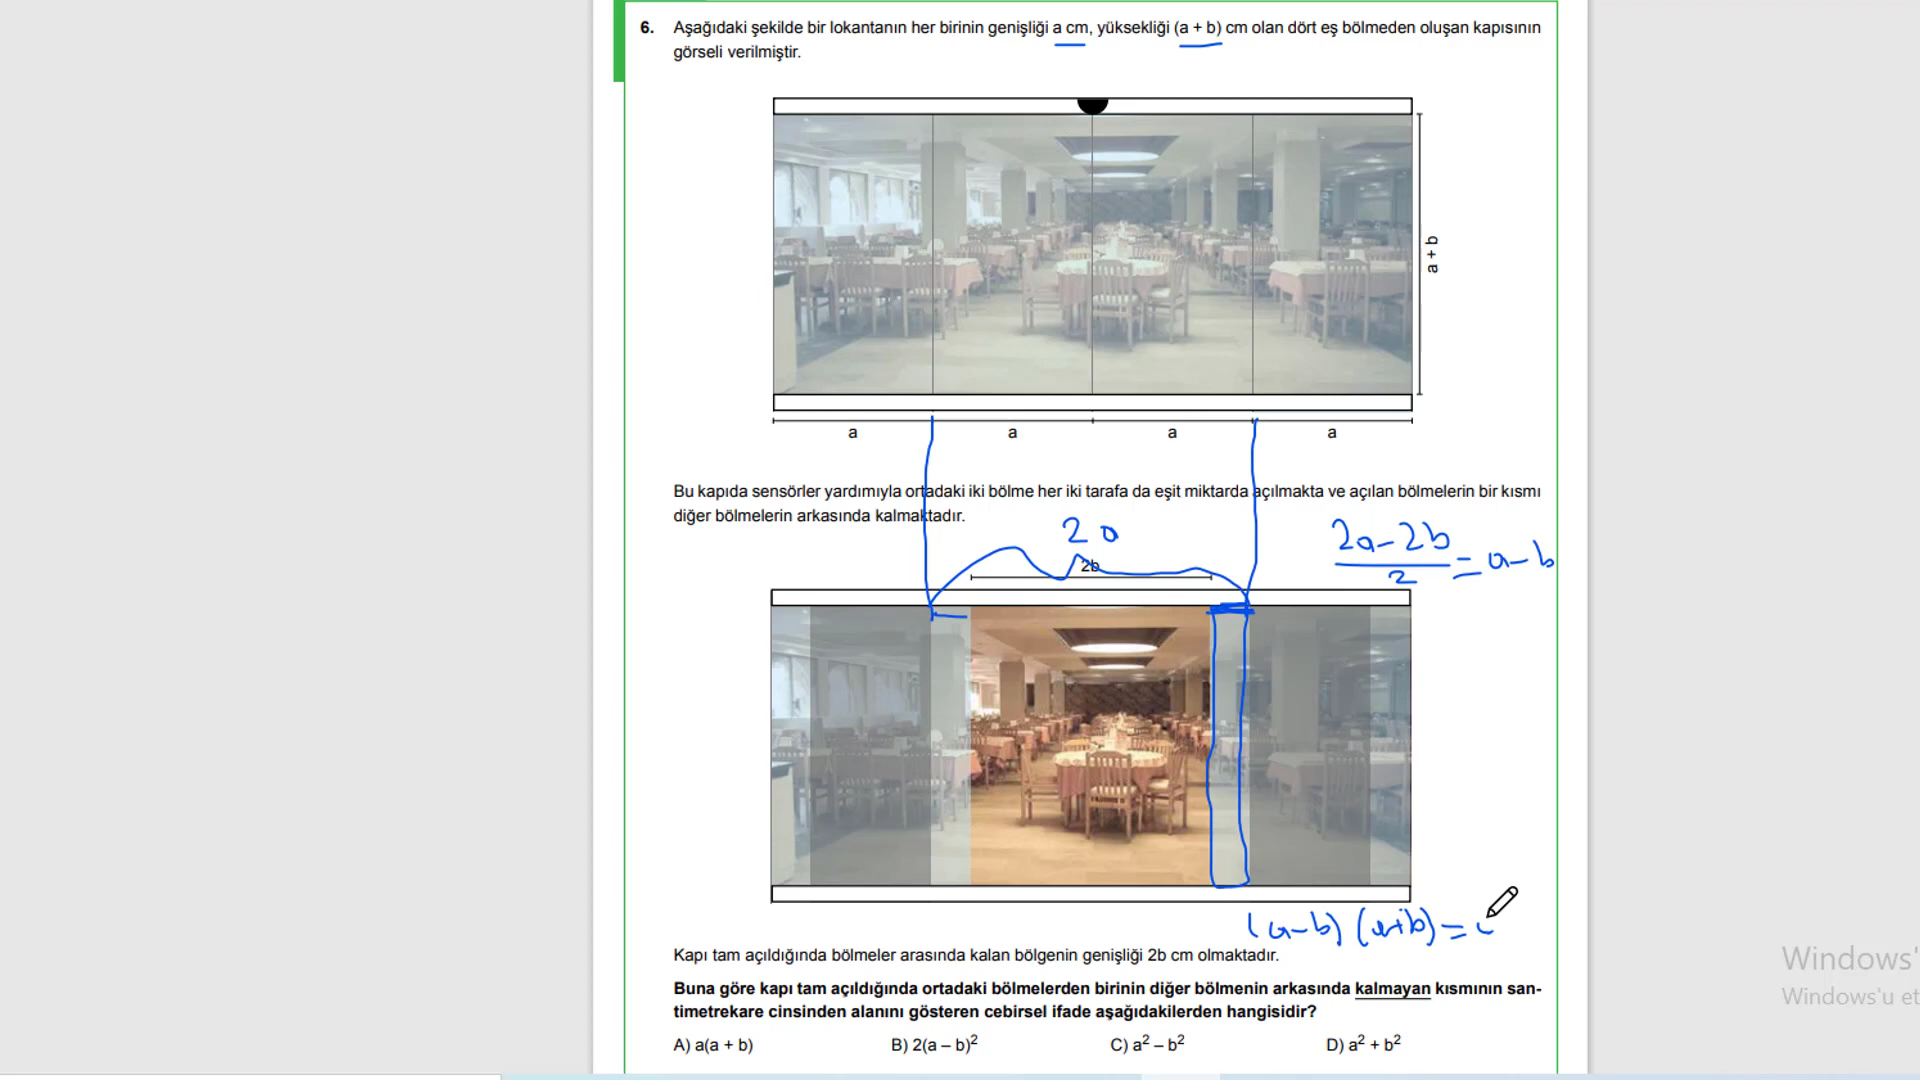 6. Aşağıdaki şekilde bir lokantanın her birinin genişliği a cm, yüksekliği (a + b) cm olan dört eş bölmeden oluşan kapısının
görseli verilmiştir.
a + b
a a a a
Bu kapıda sensörler yardımıyla ortadaki iki bölme her iki tarafa da eşit miktarda açılmakta ve açılan bölmelerin bir kısmı
diğer bölmelerin arkasında kalmaktadır.
2a
2b
2a-2b
2
= a-b
(a-b) (a+b) =
Kapı tam açıldığında bölmeler arasında kalan bölgenin genişliği 2b cm olmaktadır.
Buna göre kapı tam açıldığında ortadaki bölmelerden birinin diğer bölmenin arkasında kalmayan kısmının san-
timetrekare cinsinden alanını gösteren cebirsel ifade aşağıdakilerden hangisidir?
A) a(a + b) B) 2(a – b)² C) a² – b² D) a² + b²
Windows'
Windows'u et